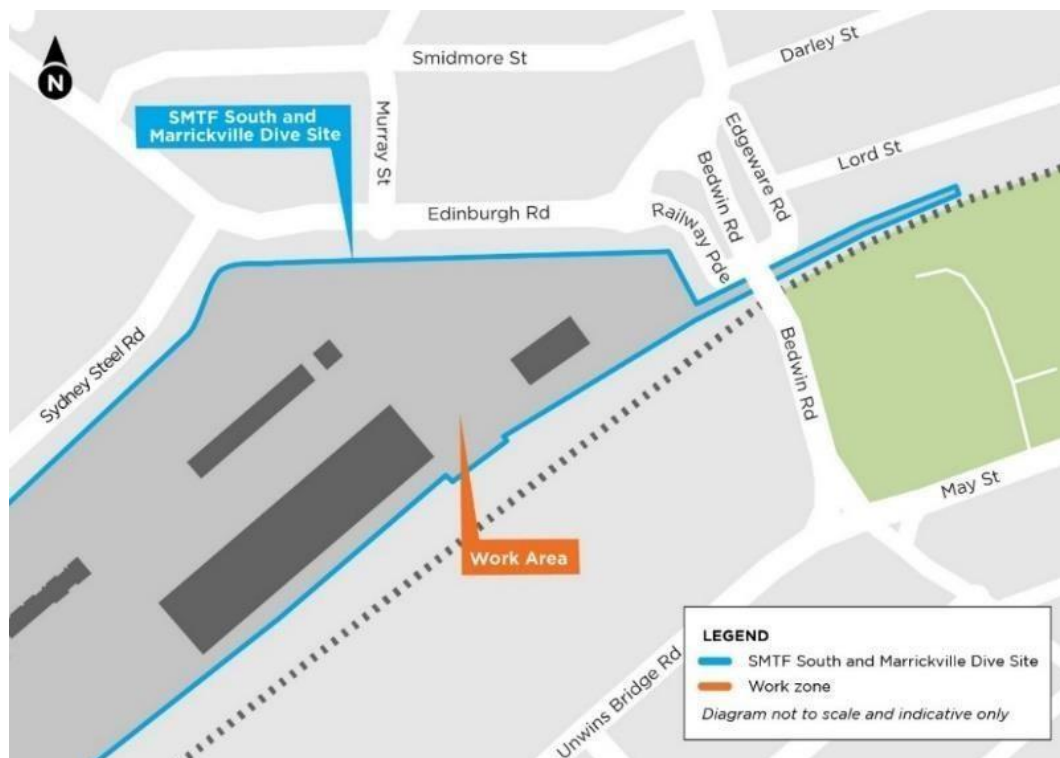 N
Smidmore St
Darley St
SMTF South and
Marrickville Dive Site
Murray St
Edgeware Rd
Bedwin Rd
Lord St
Edinburgh Rd
Railway Pde
Sydney Steel Rd
Bedwin Rd
May St
Work Area
Unwins Bridge Rd
LEGEND
SMTF South and Marrickville Dive Site
Work zone
Diagram not to scale and indicative only